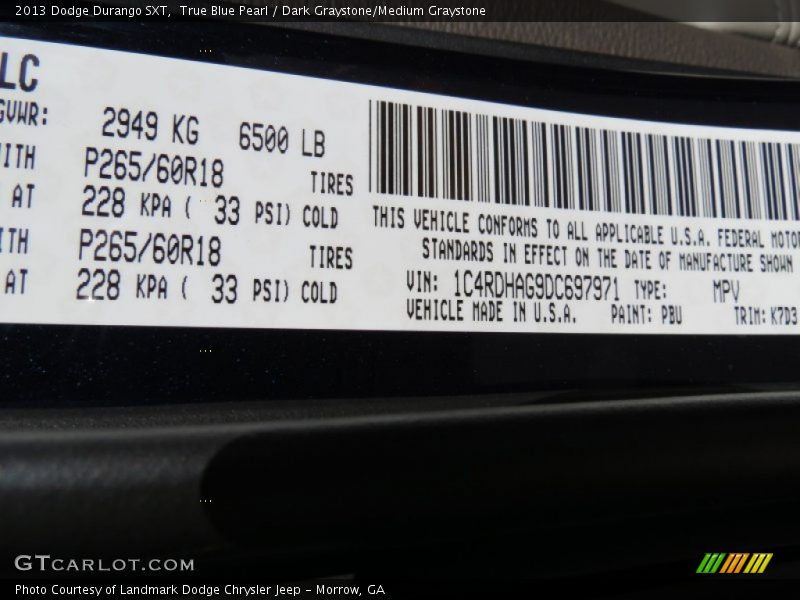 2013 Dodge Durango SXT,  True Blue Pearl / Dark Graystone/Medium Graystone
LC
GVWR: 2949 KG 6500 LB
WITH P265/60R18 TIRES
AT 228 KPA ( 33 PSI) COLD
ITH P265/60R18 TIRES
AT 228 KPA ( 33 PSI) COLD
THIS VEHICLE CONFORMS TO ALL APPLICABLE U.S.A. FEDERAL MOTOR
STANDARDS IN EFFECT ON THE DATE OF MANUFACTURE SHOWN
VIN: 1C4RDHAG9DC697971 TYPE: MPV
VEHICLE MADE IN U.S.A. PAINT: PBU TRIM: K7D3
GTCARLOT.COM
Photo Courtesy of Landmark Dodge Chrysler Jeep - Morrow, GA